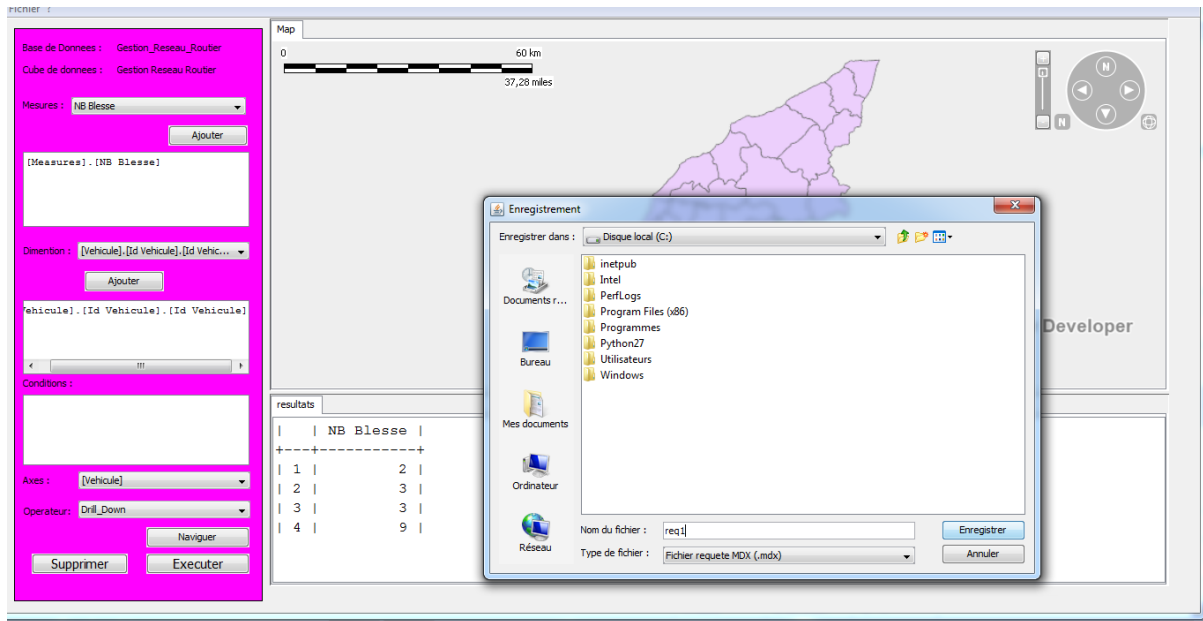 Fichier ?
Base de Donnees : Gestion_Reseau_Routier
Cube de donnees : Gestion Reseau Routier
Mesures : NB Blesse
Ajouter
[Measures].[NB Blesse]
Dimention : [Vehicule].[Id Vehicule].[Id Vehic...
Ajouter
ehicule].[Id Vehicule].[Id Vehicule]
Conditions :
Axes : [Vehicule]
Operateur: Drill_Down
Naviguer
Supprimer Executer
Map
0 60 km
37,28 miles
N
N
Developer
resultats
| | NB Blesse |
+---+-----------+
| 1 | 2 |
| 2 | 3 |
| 3 | 3 |
| 4 | 9 |
Enregistrement
Enregistrer dans : Disque local (C:)
Documents r...
Bureau
Mes documents
Ordinateur
Réseau
inetpub
Intel
PerfLogs
Program Files (x86)
Programmes
Python27
Utilisateurs
Windows
Nom du fichier : req1
Enregistrer
Type de fichier : Fichier requete MDX (.mdx)
Annuler